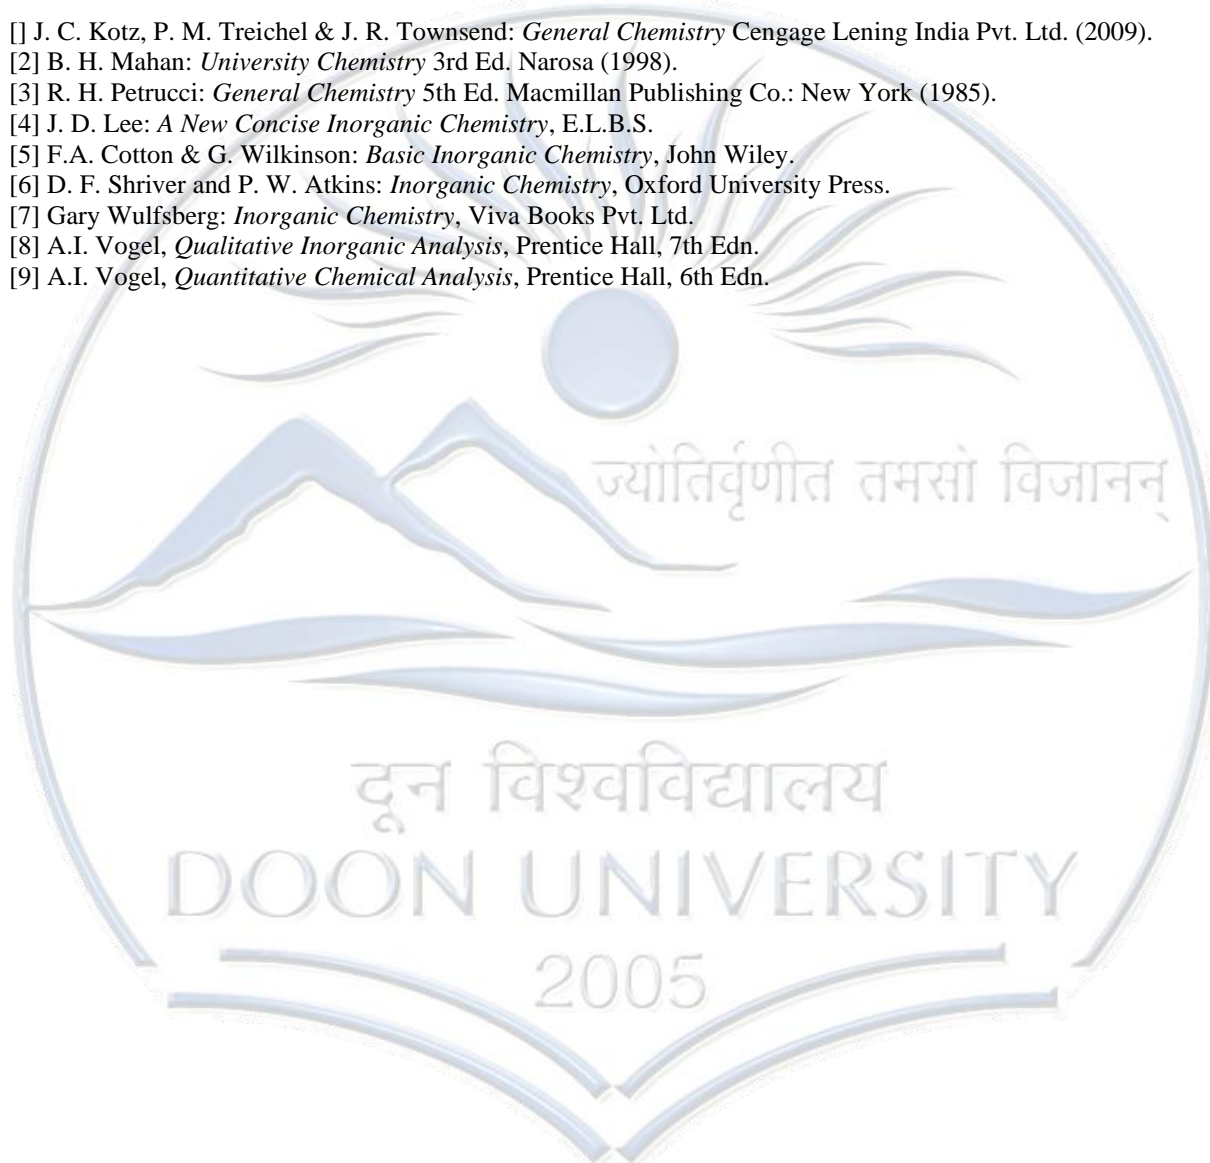 [] J. C. Kotz, P. M. Treichel & J. R. Townsend: General Chemistry Cengage Lening India Pvt. Ltd. (2009).
[2] B. H. Mahan: University Chemistry 3rd Ed. Narosa (1998).
[3] R. H. Petrucci: General Chemistry 5th Ed. Macmillan Publishing Co.: New York (1985).
[4] J. D. Lee: A New Concise Inorganic Chemistry, E.L.B.S.
[5] F.A. Cotton & G. Wilkinson: Basic Inorganic Chemistry, John Wiley.
[6] D. F. Shriver and P. W. Atkins: Inorganic Chemistry, Oxford University Press.
[7] Gary Wulfsberg: Inorganic Chemistry, Viva Books Pvt. Ltd.
[8] A.I. Vogel, Qualitative Inorganic Analysis, Prentice Hall, 7th Edn.
[9] A.I. Vogel, Quantitative Chemical Analysis, Prentice Hall, 6th Edn.
ज्योतिर्वृणीत तमसो विजानन्
दून विश्वविद्यालय
DOON UNIVERSITY
2005